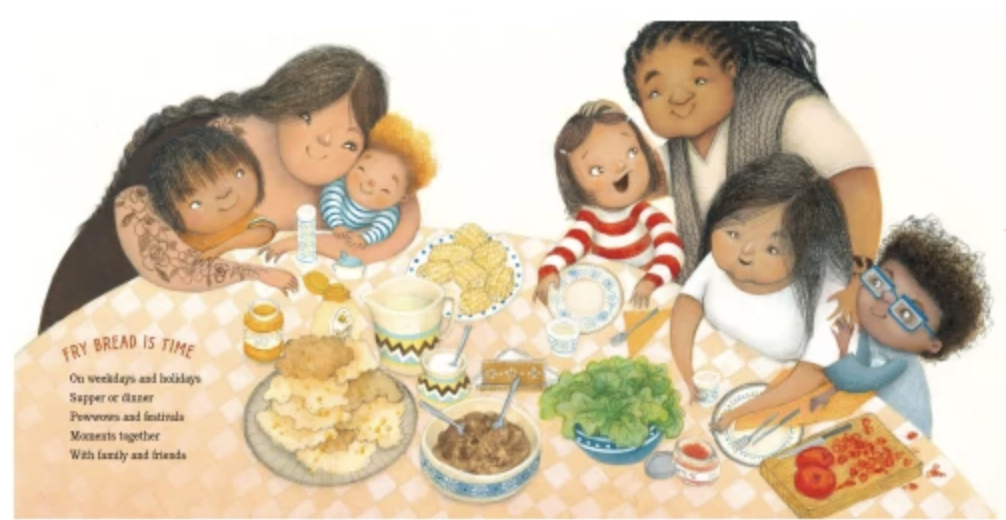 FRY BREAD IS TIME
On weekdays and holidays
Supper or dinner
Powwows and festivals
Moments together
With family and friends